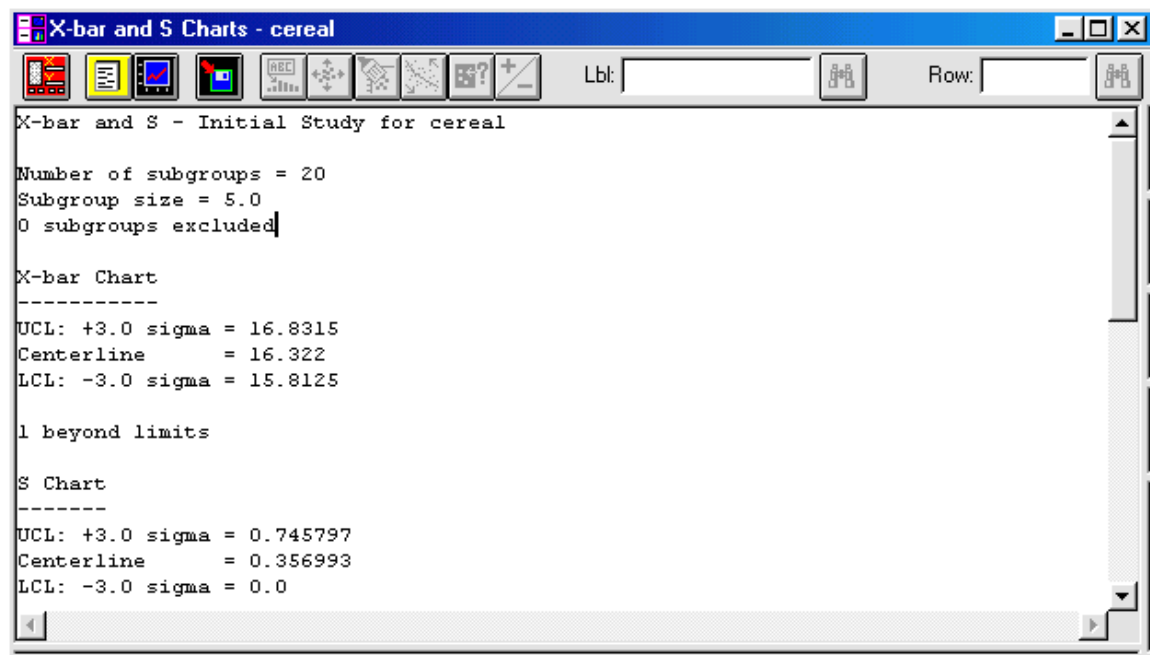 X-bar and S Charts - cereal
Lbl: Row:
X-bar and S - Initial Study for cereal
Number of subgroups = 20
Subgroup size = 5.0
0 subgroups excluded
X-bar Chart
-----------
UCL: +3.0 sigma = 16.8315
Centerline = 16.322
LCL: -3.0 sigma = 15.8125
1 beyond limits
S Chart
-------
UCL: +3.0 sigma = 0.745797
Centerline = 0.356993
LCL: -3.0 sigma = 0.0